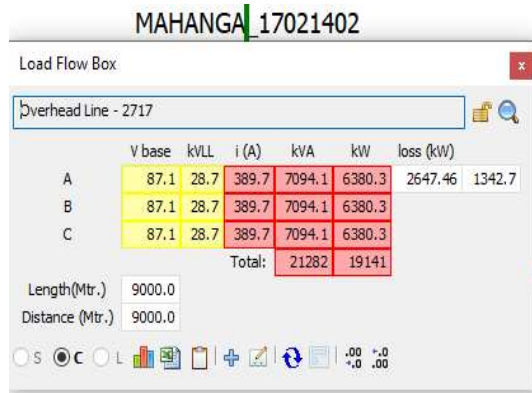 MAHANGA_17021402
Load Flow Box
x
Overhead Line - 2717
V base kVLL i (A) kVA kW loss (kW)
A 87.1 28.7 389.7 7094.1 6380.3 2647.46 1342.7
B 87.1 28.7 389.7 7094.1 6380.3
C 87.1 28.7 389.7 7094.1 6380.3
Total: 21282 19141
Length(Mtr.) 9000.0
Distance (Mtr.) 9000.0
S C L .00 +.0 +.0 .00